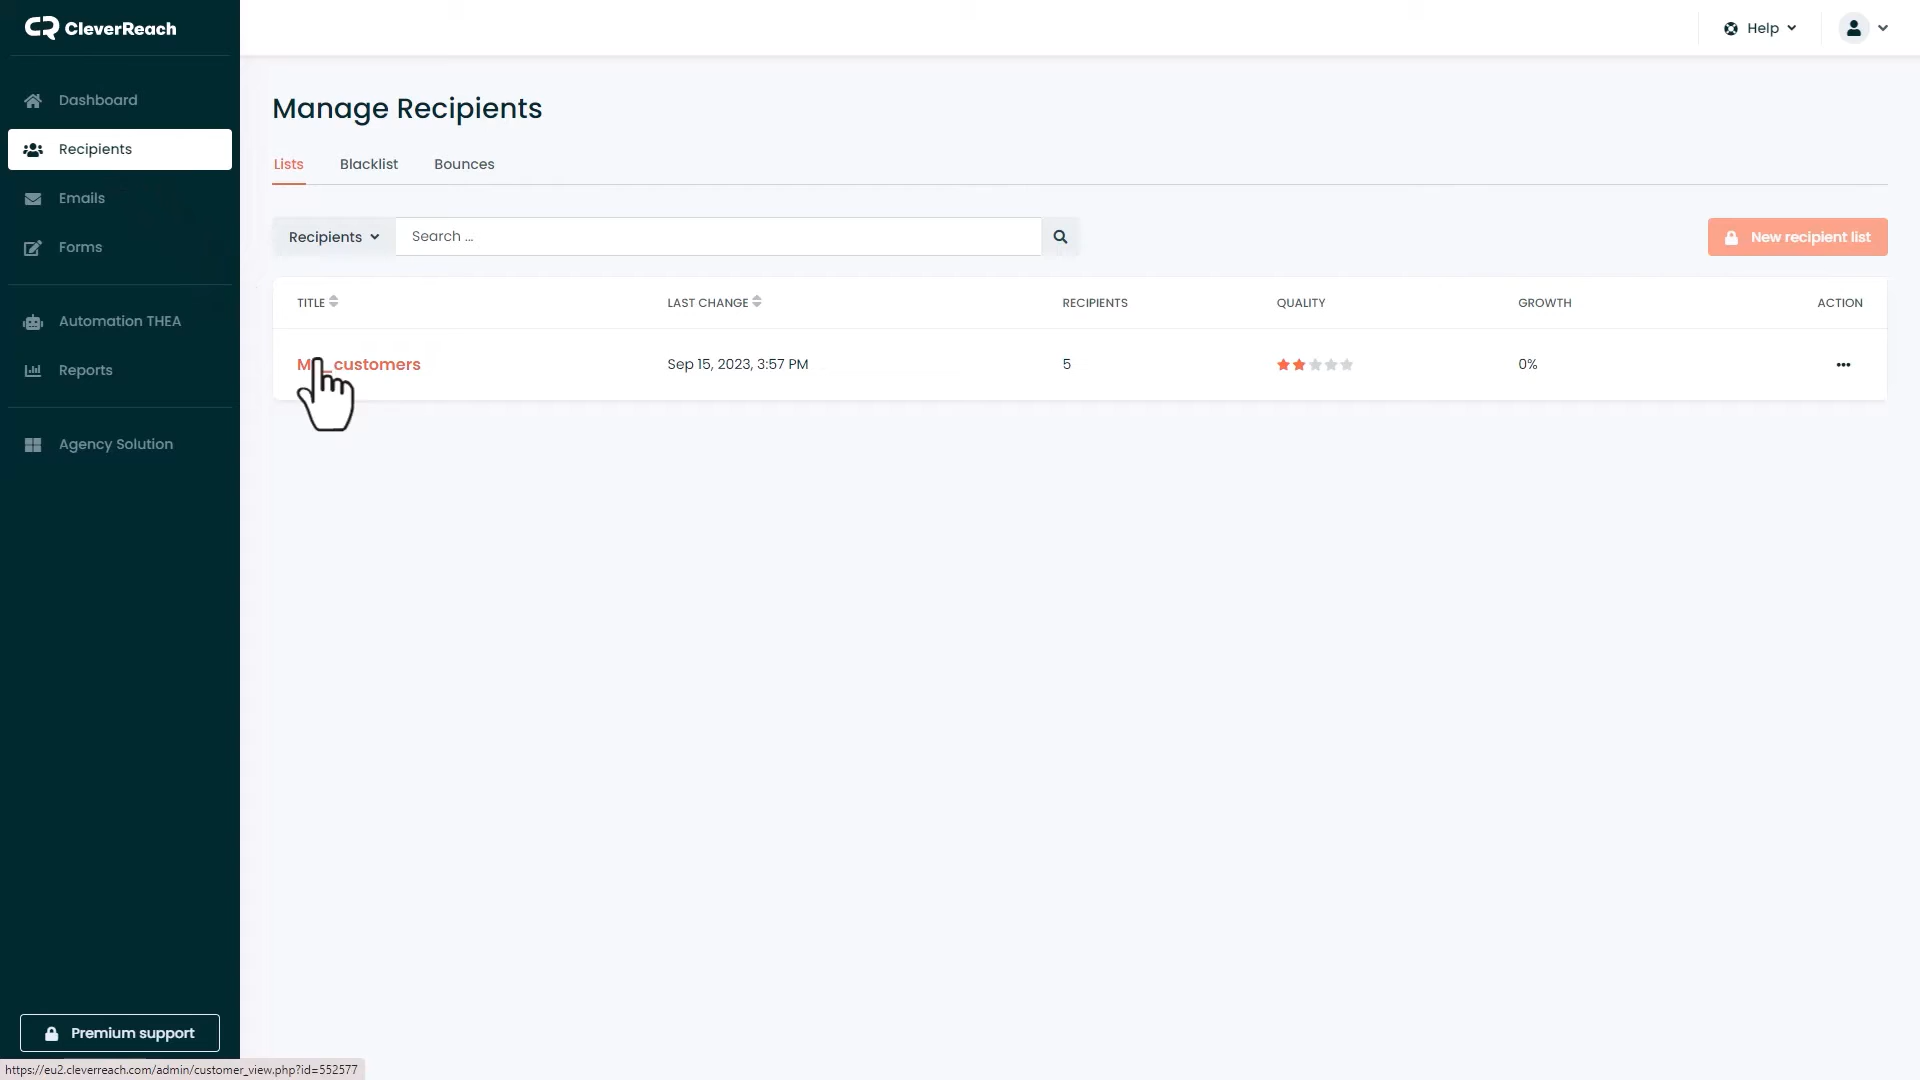 CleverReach
Help
Dashboard
Recipients
Emails
Forms
Automation THEA
Reports
Agency Solution
Premium support
Manage Recipients
Lists Blacklist Bounces
Recipients Search ...
New recipient list
TITLE LAST CHANGE RECIPIENTS QUALITY GROWTH ACTION
_customers Sep 15, 2023, 3:57 PM 5 0%
https://eu2.cleverreach.com/admin/customer_view.php?id=552577